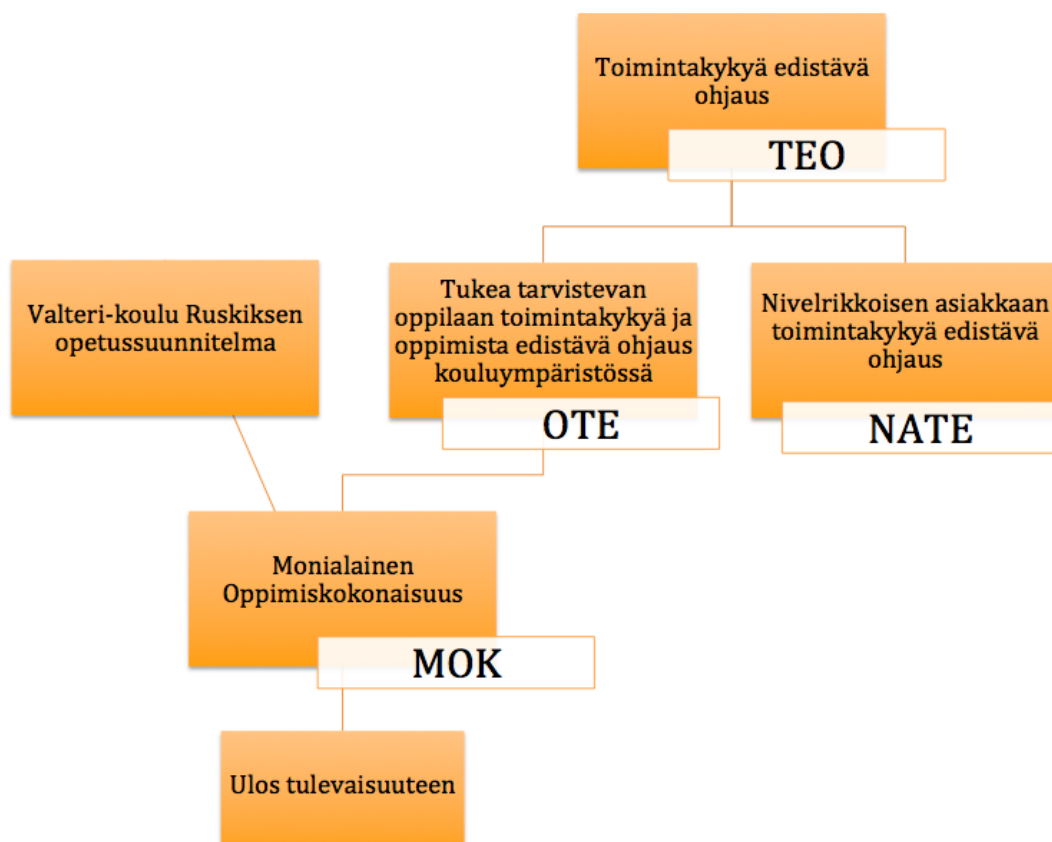 Toimintakykyä edistävä
ohjaus
TEO
Valteri-koulu Ruskiksen
opetussuunnitelma
Tukea tarvistevan
oppilaan toimintakykyä ja
oppimista edistävä ohjaus
kouluympäristössä
OTE
Nivelrikkoisen asiakkaan
toimintakykyä edistävä
ohjaus
NATE
Monialainen
Oppimiskokonaisuus
MOK
Ulos tulevaisuuteen